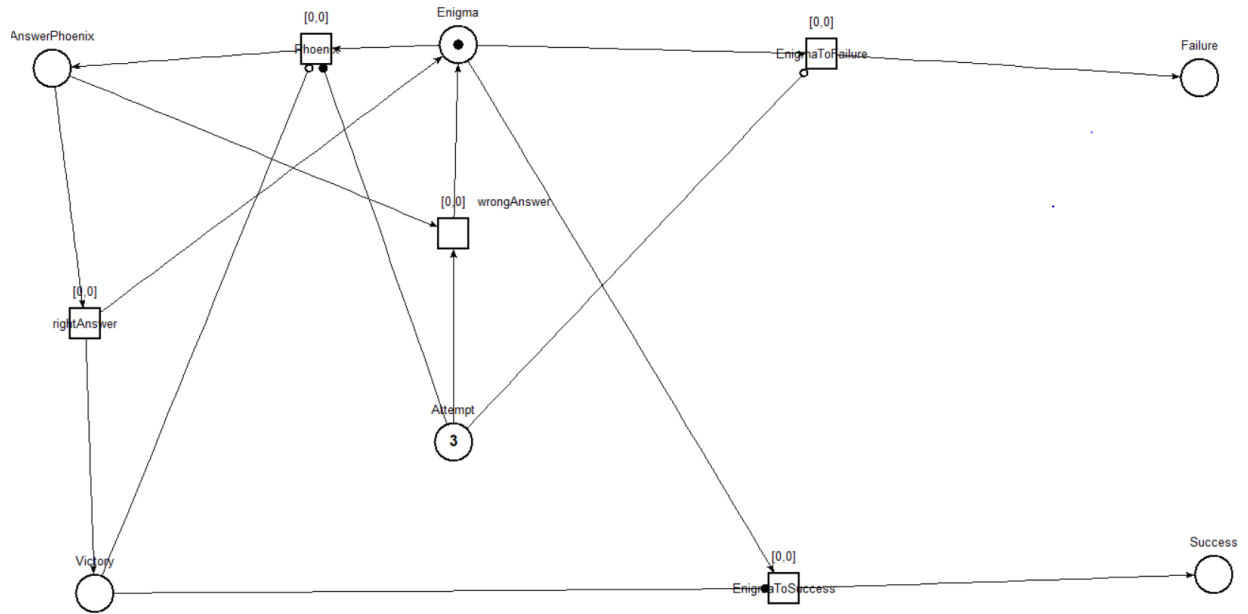 [0,0]
Enigma
[0,0]
AnswerPhoenix
Phoenix
EnigmaToFailure
Failure
[0,0]
wrongAnswer
[0,0]
rightAnswer
Attempt
3
Victory
[0,0]
EnigmaToSuccess
Success